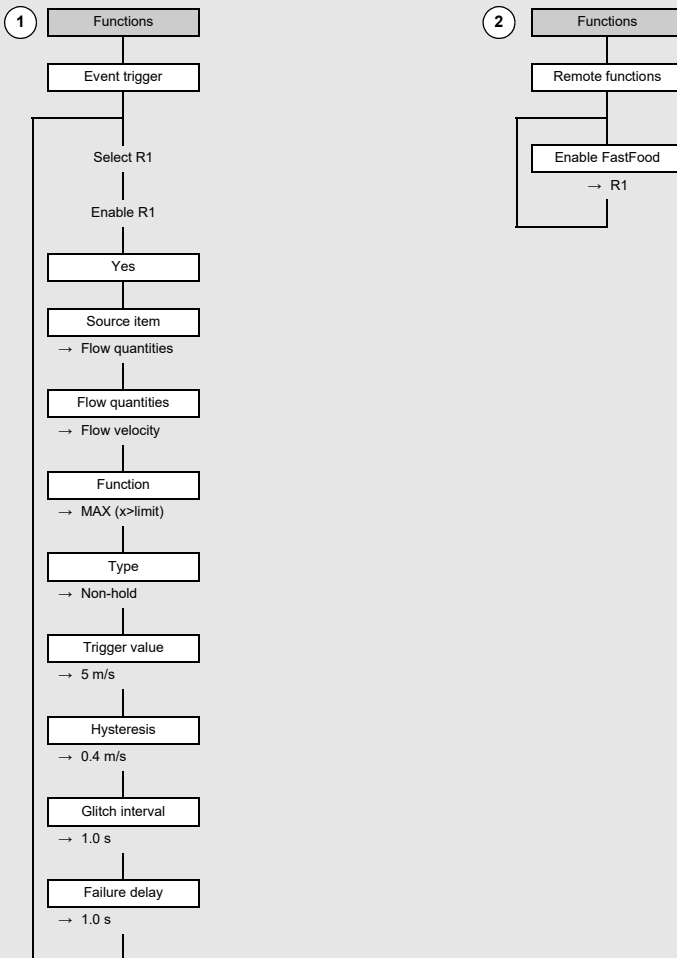 1
Functions
Event trigger
Select R1
Enable R1
Yes
Source item
→ Flow quantities
Flow quantities
→ Flow velocity
Function
→ MAX (x>limit)
Type
→ Non-hold
Trigger value
→ 5 m/s
Hysteresis
→ 0.4 m/s
Glitch interval
→ 1.0 s
Failure delay
→ 1.0 s
2
Functions
Remote functions
Enable FastFood
→ R1